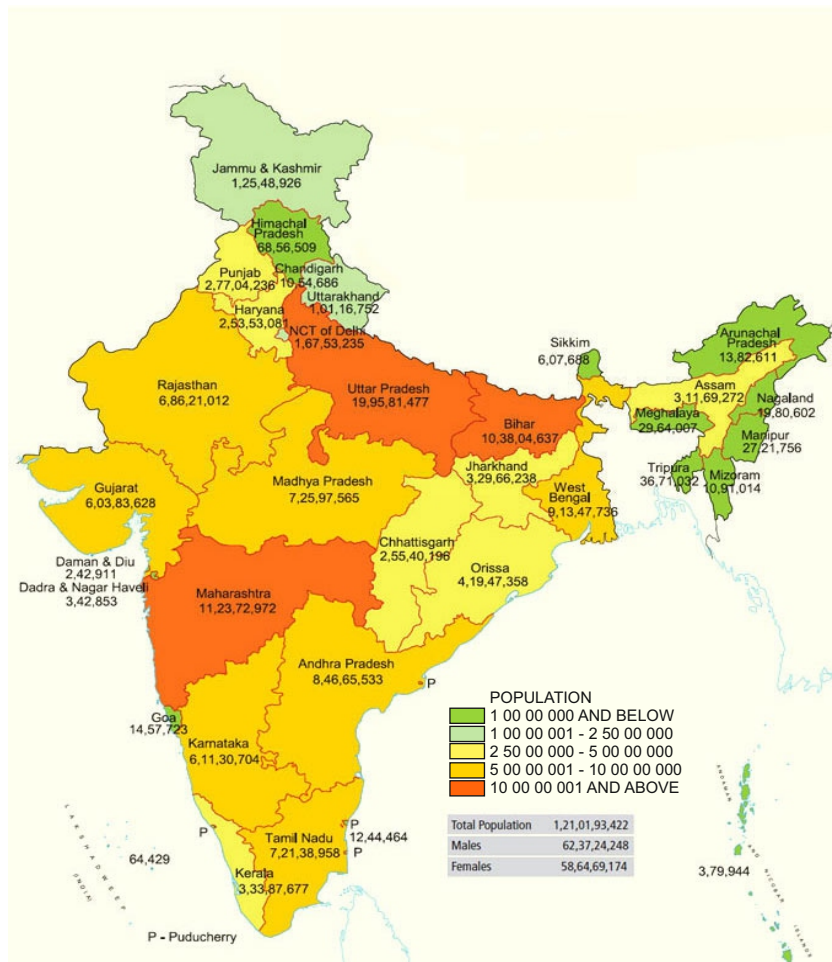 Jammu & Kashmir
1,25,48,926
Himachal
Pradesh
68,56,509
Punjab
2,77,04,236
Chandigarh
10,54,686
Uttarakhand
1,01,16,752
Haryana
2,53,53,081
NCT of Delhi
1,67,53,235
Sikkim
6,07,688
Arunachal
Pradesh
13,82,611
Rajasthan
6,86,21,012
Uttar Pradesh
19,95,81,477
Bihar
10,38,04,637
Assam
3,11,69,272
Nagaland
19,80,602
Meghalaya
29,64,007
Manipur
27,21,756
Tripura
36,71,032
Mizoram
10,91,014
Gujarat
6,03,83,628
Madhya Pradesh
7,25,97,565
Jharkhand
3,29,66,238
West
Bengal
9,13,47,736
Chhattisgarh
2,55,40,196
Orissa
4,19,47,358
Daman & Diu
2,42,911
Dadra & Nagar Haveli
3,42,853
Maharashtra
11,23,72,972
Andhra Pradesh
8,46,65,533
P
Goa
14,57,723
Karnataka
6,11,30,704
POPULATION
1 00 00 000 AND BELOW
1 00 00 001 - 2 50 00 000
2 50 00 000 - 5 00 00 000
5 00 00 001 - 10 00 00 000
10 00 00 001 AND ABOVE
Total Population 1,21,01,93,422
Males 62,37,24,248
Females 58,64,69,174
P
P
12,44,464
P
Tamil Nadu
7,21,38,958
Kerala
3,33,87,677
LAKSHADWEEP
(INDIA)
64,429
ANDAMAN AND NICOBAR ISLANDS
3,79,944
P - Puducherry